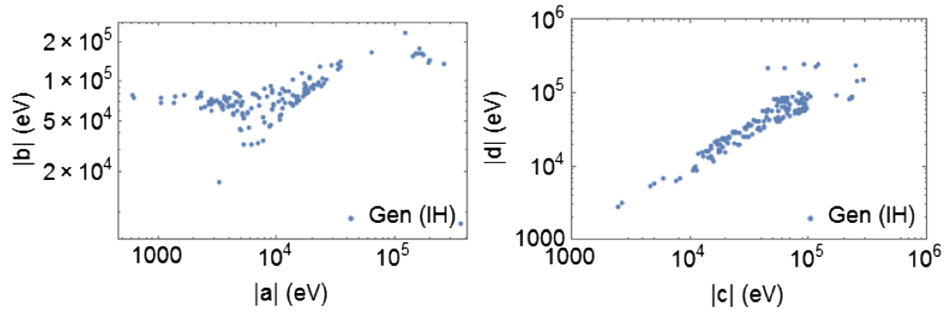 2 × 10^5
1 × 10^5
5 × 10^4
2 × 10^4
|b| (eV)
Gen (IH)
1000
10^4
10^5
|a| (eV)
10^6
10^5
10^4
1000
|d| (eV)
Gen (IH)
1000
10^4
10^5
10^6
|c| (eV)